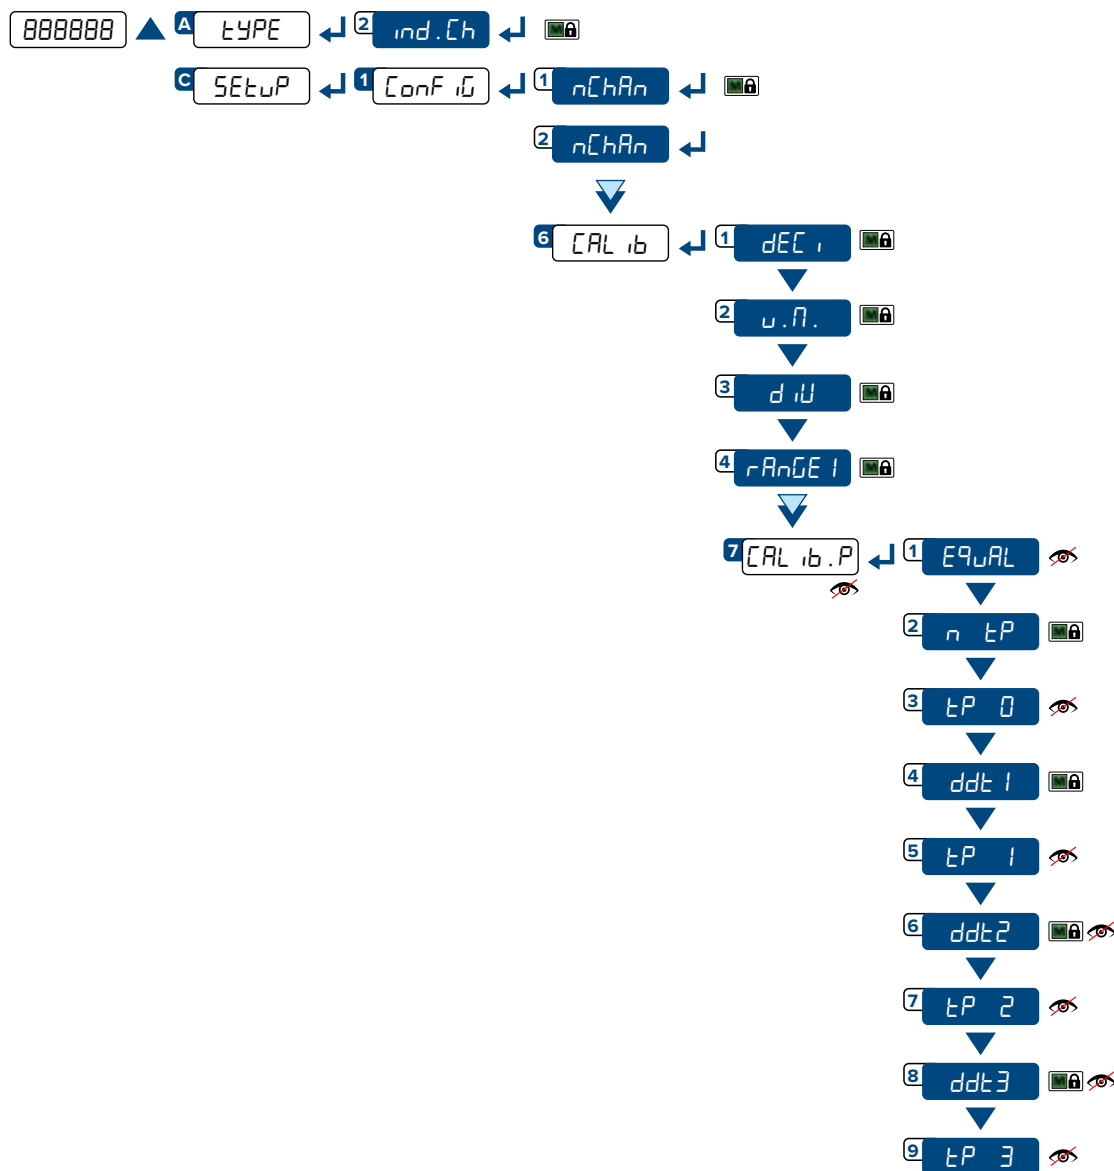 888888 A tYPE 2 ind.Ch M
C SEtuP 1 ConFiG 1 nChAn M
2 nChAn
6 CALib 1 dECi M
2 u.M. M
3 diV M
4 rAnGE1 M
7 CALib.P 1 EquAL
2 n tP M
3 tP 0
4 ddt1 M
5 tP 1
6 ddt2 M
7 tP 2
8 ddt3 M
9 tP 3